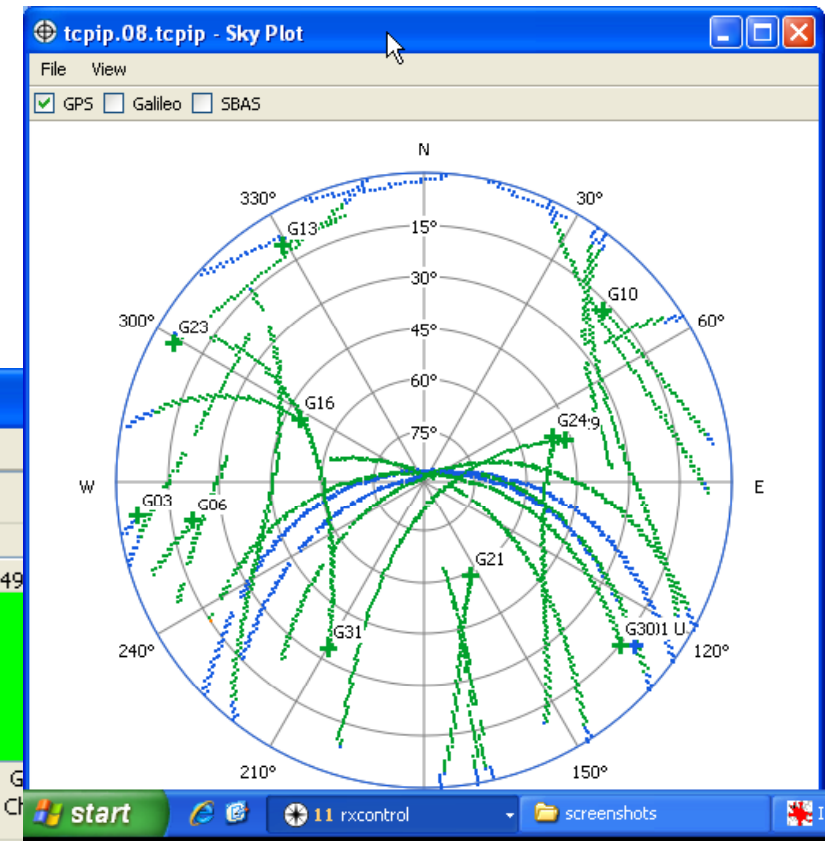 tcpip.08.tcpip - Sky Plot
File View
GPS Galileo SBAS
N
330° 30°
G13
15°
30°
G10
300° G23 45° 60°
60°
G16
75° G24 9
W E
G03 G06
49
G21
G31 G30 1 U
240° 120°
210° 150°
G
Ch
start 11 rxcontrol screenshots I